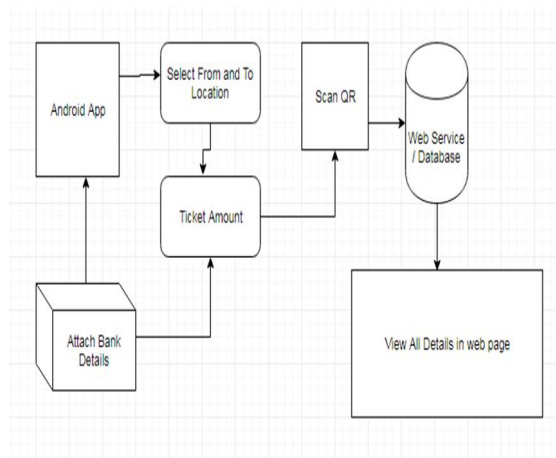 Android App
Select From and To
Location
Scan QR
Web Service
/ Database
Ticket Amount
Attach Bank
Details
View All Details in web page